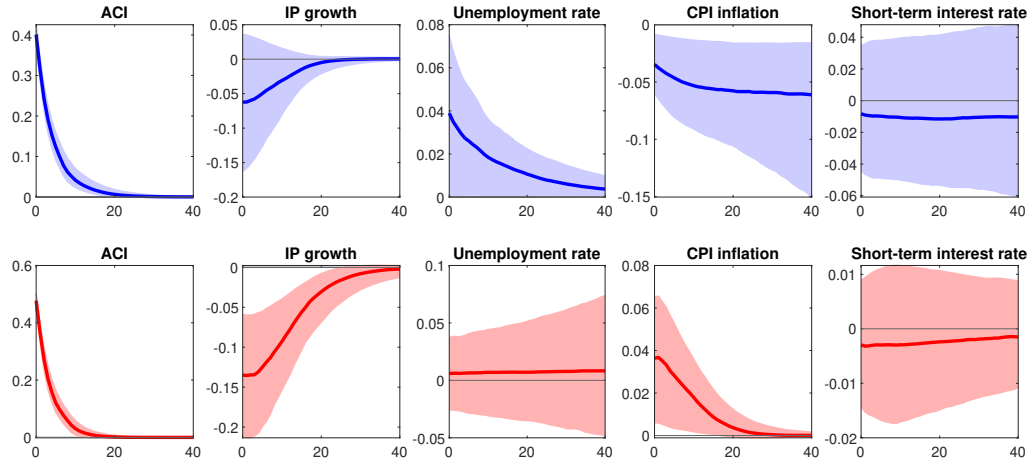 ACI IP growth Unemployment rate CPI inflation Short-term interest rate
0.4 0.05 0.08 0 0.04
0 0.06 0.02
0.3 -0.05 -0.05 0
0.2 -0.1 0.04 -0.1 -0.02
0.1 -0.15 0.02 -0.04
0 -0.2 0 -0.15 -0.06
0 20 40 0 20 40 0 20 40 0 20 40 0 20 40
ACI IP growth Unemployment rate CPI inflation Short-term interest rate
0.6 0 0.1 0.08 0.01
0.4 -0.05 0.05 0.06 0
-0.1 0.04
0.2 -0.15 0 0.02 -0.01
0 -0.2 -0.05 0 -0.02
0 20 40 0 20 40 0 20 40 0 20 40 0 20 40